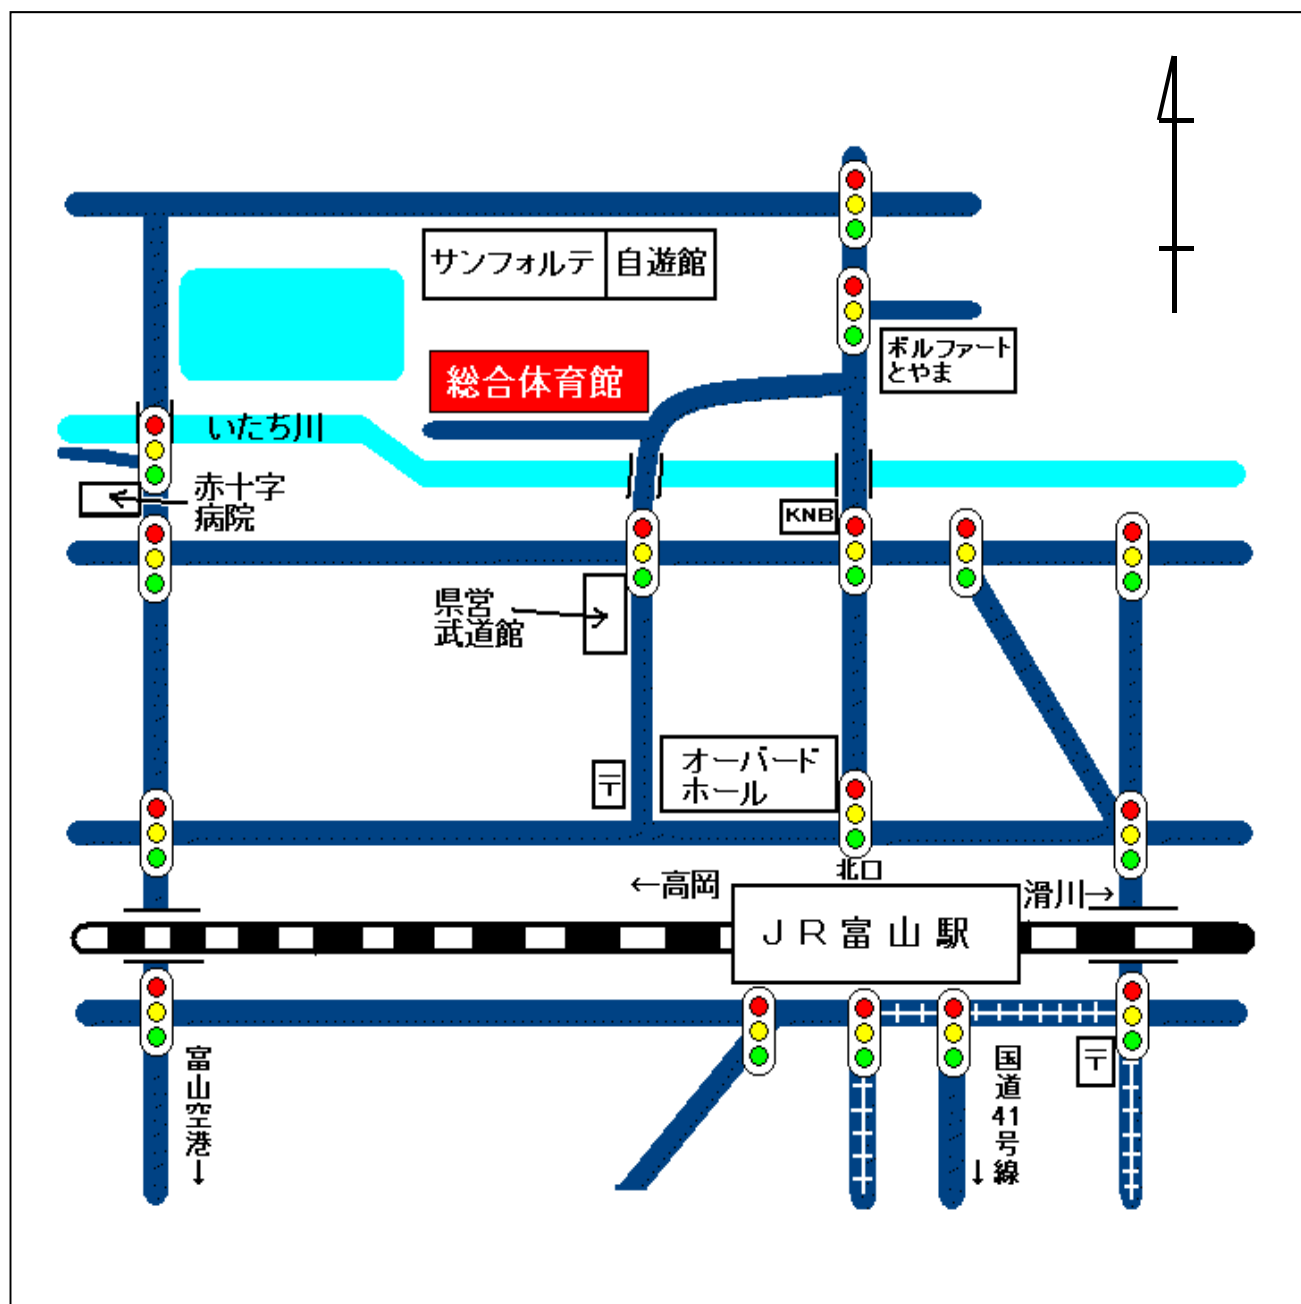 サンフォルテ
自遊館
ボルファート
とやま
総合体育館
いたち川
赤十字
病院
KNB
県営
武道館
オーバード
ホール
〒
北口
←高岡
滑川→
JR富山駅
富山空港↓
国道41号線
↓
〒